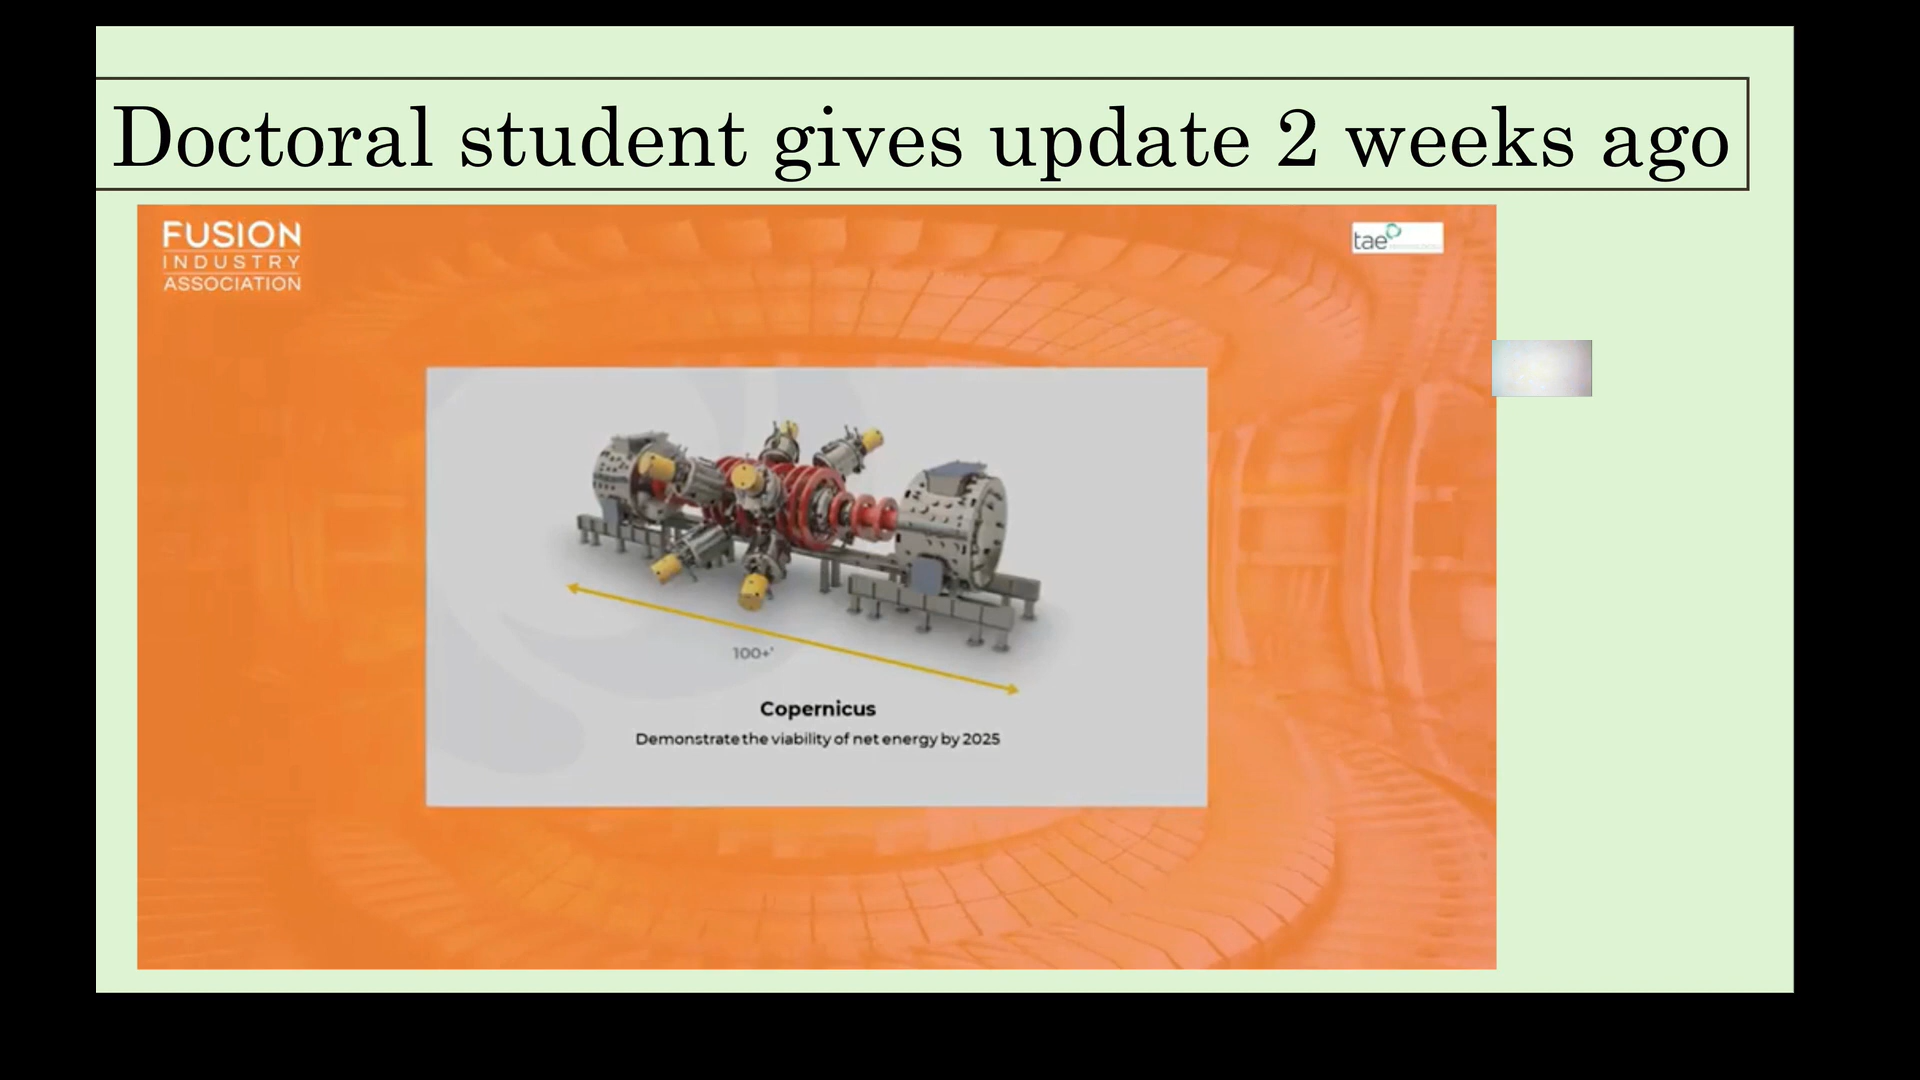 Doctoral student gives update 2 weeks ago
FUSION
INDUSTRY
ASSOCIATION
tae
100+'
Copernicus
Demonstrate the viability of net energy by 2025